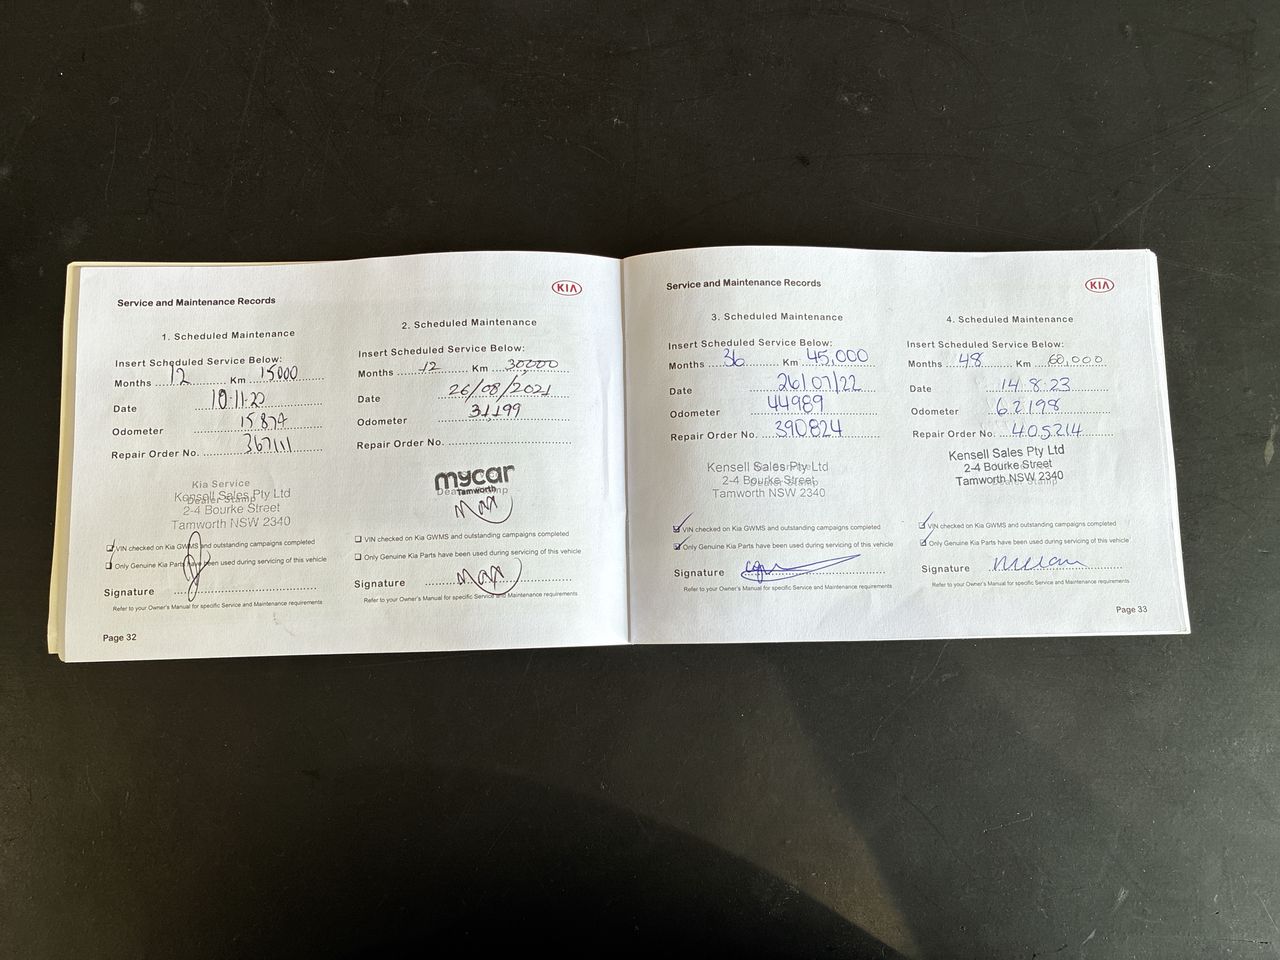 Service and Maintenance Records
KIA
1. Scheduled Maintenance
Insert Scheduled Service Below:
Months 12 Km 15000
Date 10.11.20
Odometer 15874
Repair Order No. 367111
Kia Service
Dealer Stamp
Kensell Sales Pty Ltd
2-4 Bourke Street
Tamworth NSW 2340
VIN checked on Kia GWMS and outstanding campaigns completed
Only Genuine Kia Parts have been used during servicing of this vehicle
Signature
Refer to your Owner's Manual for specific Service and Maintenance requirements
Page 32
2. Scheduled Maintenance
Insert Scheduled Service Below:
Months 12 Km 30000
Date 26/08/2021
Odometer 31199
Repair Order No.
Dealer Stamp
mycar
Tamworth
Max
VIN checked on Kia GWMS and outstanding campaigns completed
Only Genuine Kia Parts have been used during servicing of this vehicle
Signature Max
Refer to your Owner's Manual for specific Service and Maintenance requirements
Service and Maintenance Records
KIA
3. Scheduled Maintenance
Insert Scheduled Service Below:
Months 36 Km 45,000
Date 26/07/22
Odometer 44989
Repair Order No. 390824
Kensell Sales Pty Ltd
2-4 Bourke Street
Tamworth NSW 2340
VIN checked on Kia GWMS and outstanding campaigns completed
Only Genuine Kia Parts have been used during servicing of this vehicle
Signature
Refer to your Owner's Manual for specific Service and Maintenance requirements
4. Scheduled Maintenance
Insert Scheduled Service Below:
Months 48 Km 60,000
Date 14.8.23
Odometer 62198
Repair Order No. 405214
Kensell Sales Pty Ltd
2-4 Bourke Street
Tamworth NSW 2340
Dealer Stamp
VIN checked on Kia GWMS and outstanding campaigns completed
Only Genuine Kia Parts have been used during servicing of this vehicle
Signature
Refer to your Owner's Manual for specific Service and Maintenance requirements
Page 33